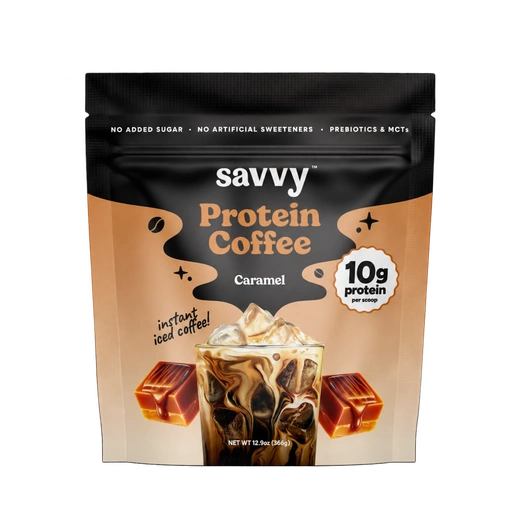 NO ADDED SUGAR • NO ARTIFICIAL SWEETENERS • PREBIOTICS & MCTs
savvy™
Protein
Coffee
Caramel
10g
protein
per scoop
instant
iced coffee!
NET WT 12.9oz (366g)